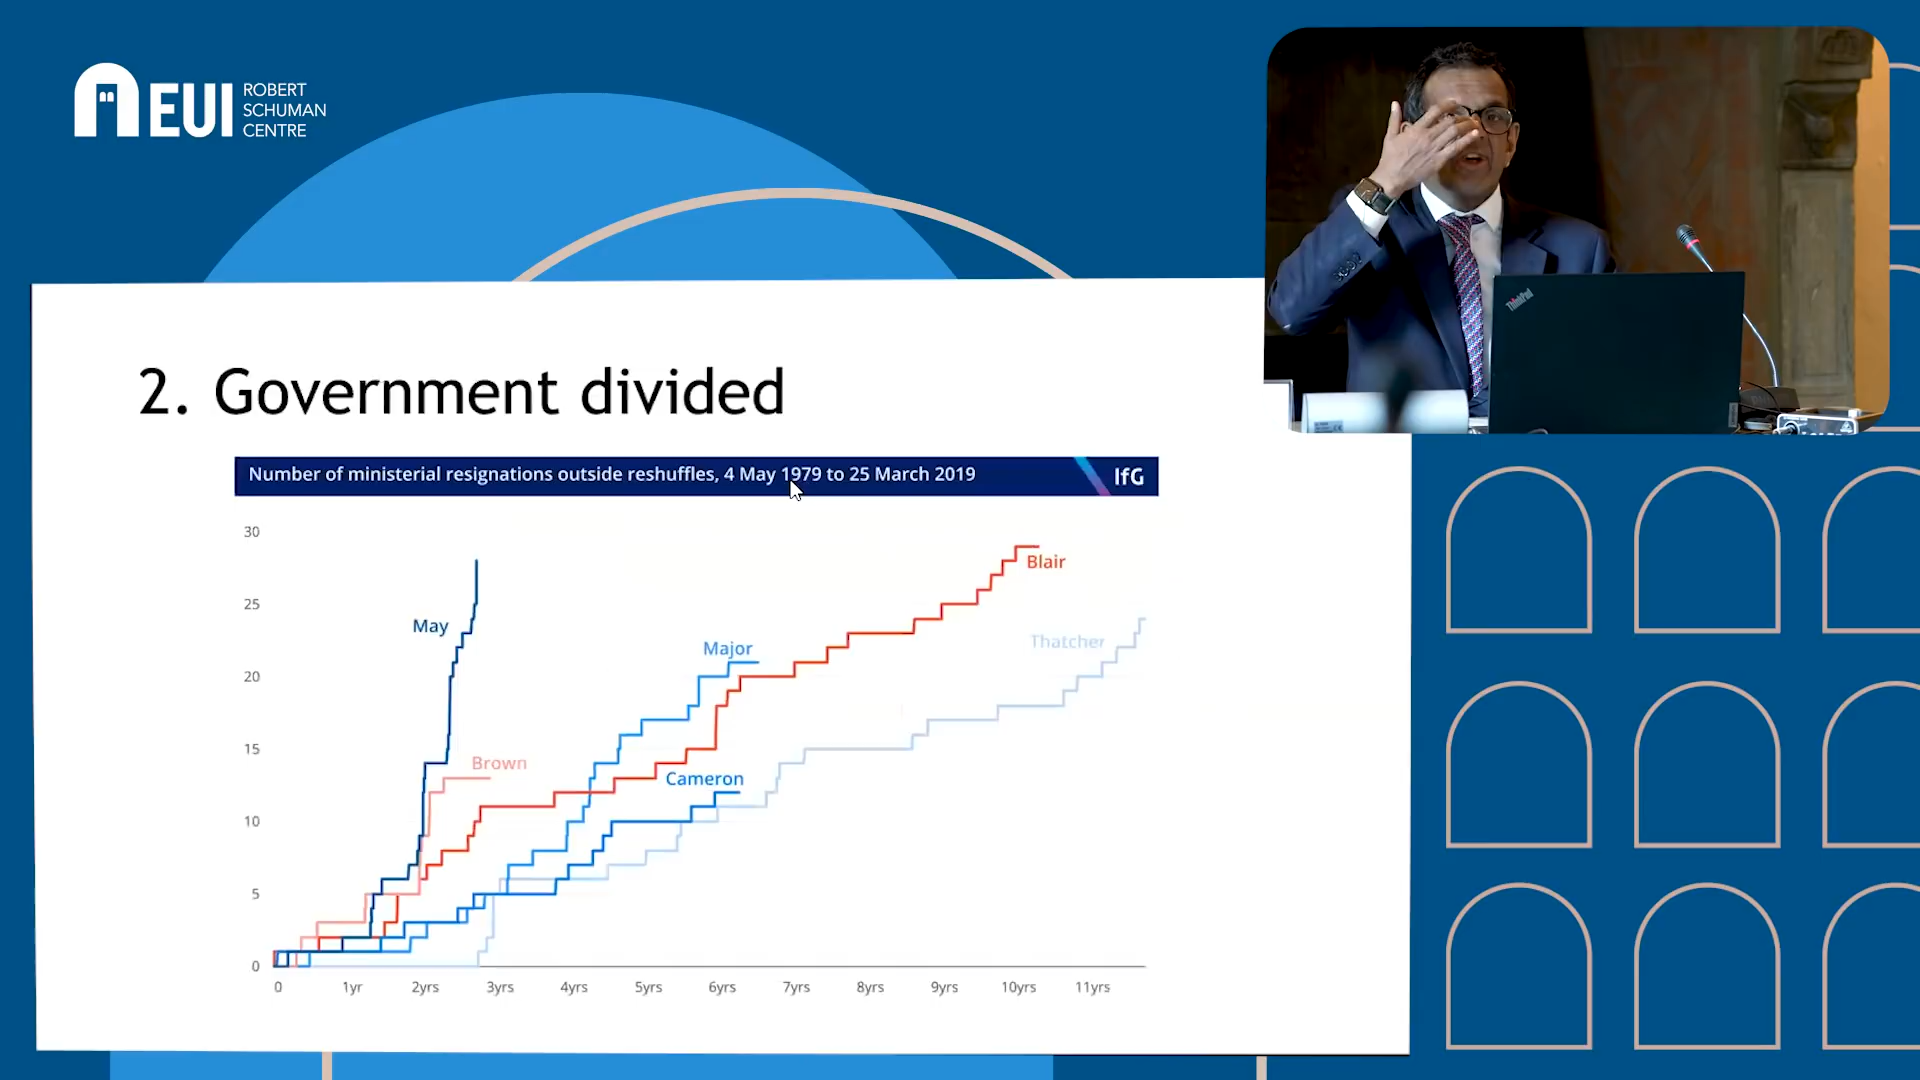 EUI
ROBERT
SCHUMAN
CENTRE
ThinkPad
2. Government divided
Number of ministerial resignations outside reshuffles, 4 May 1979 to 25 March 2019
IfG
30
25
20
15
10
5
0
May
Brown
Major
Cameron
Blair
Thatcher
0 1yr 2yrs 3yrs 4yrs 5yrs 6yrs 7yrs 8yrs 9yrs 10yrs 11yrs